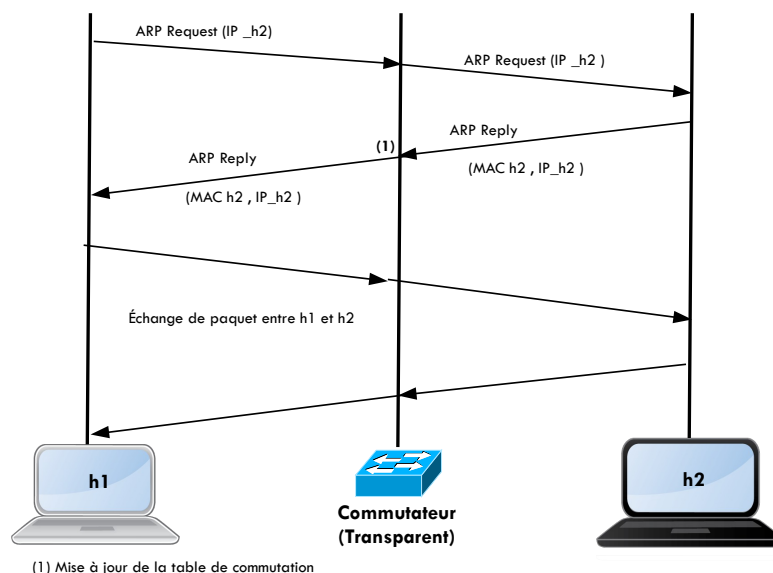 ARP Request (IP _h2)
ARP Request (IP _h2 )
ARP Reply
(1)
ARP Reply
(MAC h2 , IP_h2 )
(MAC h2 , IP_h2 )
Échange de paquet entre h1 et h2
h1
h2
Commutateur
(Transparent)
(1) Mise à jour de la table de commutation